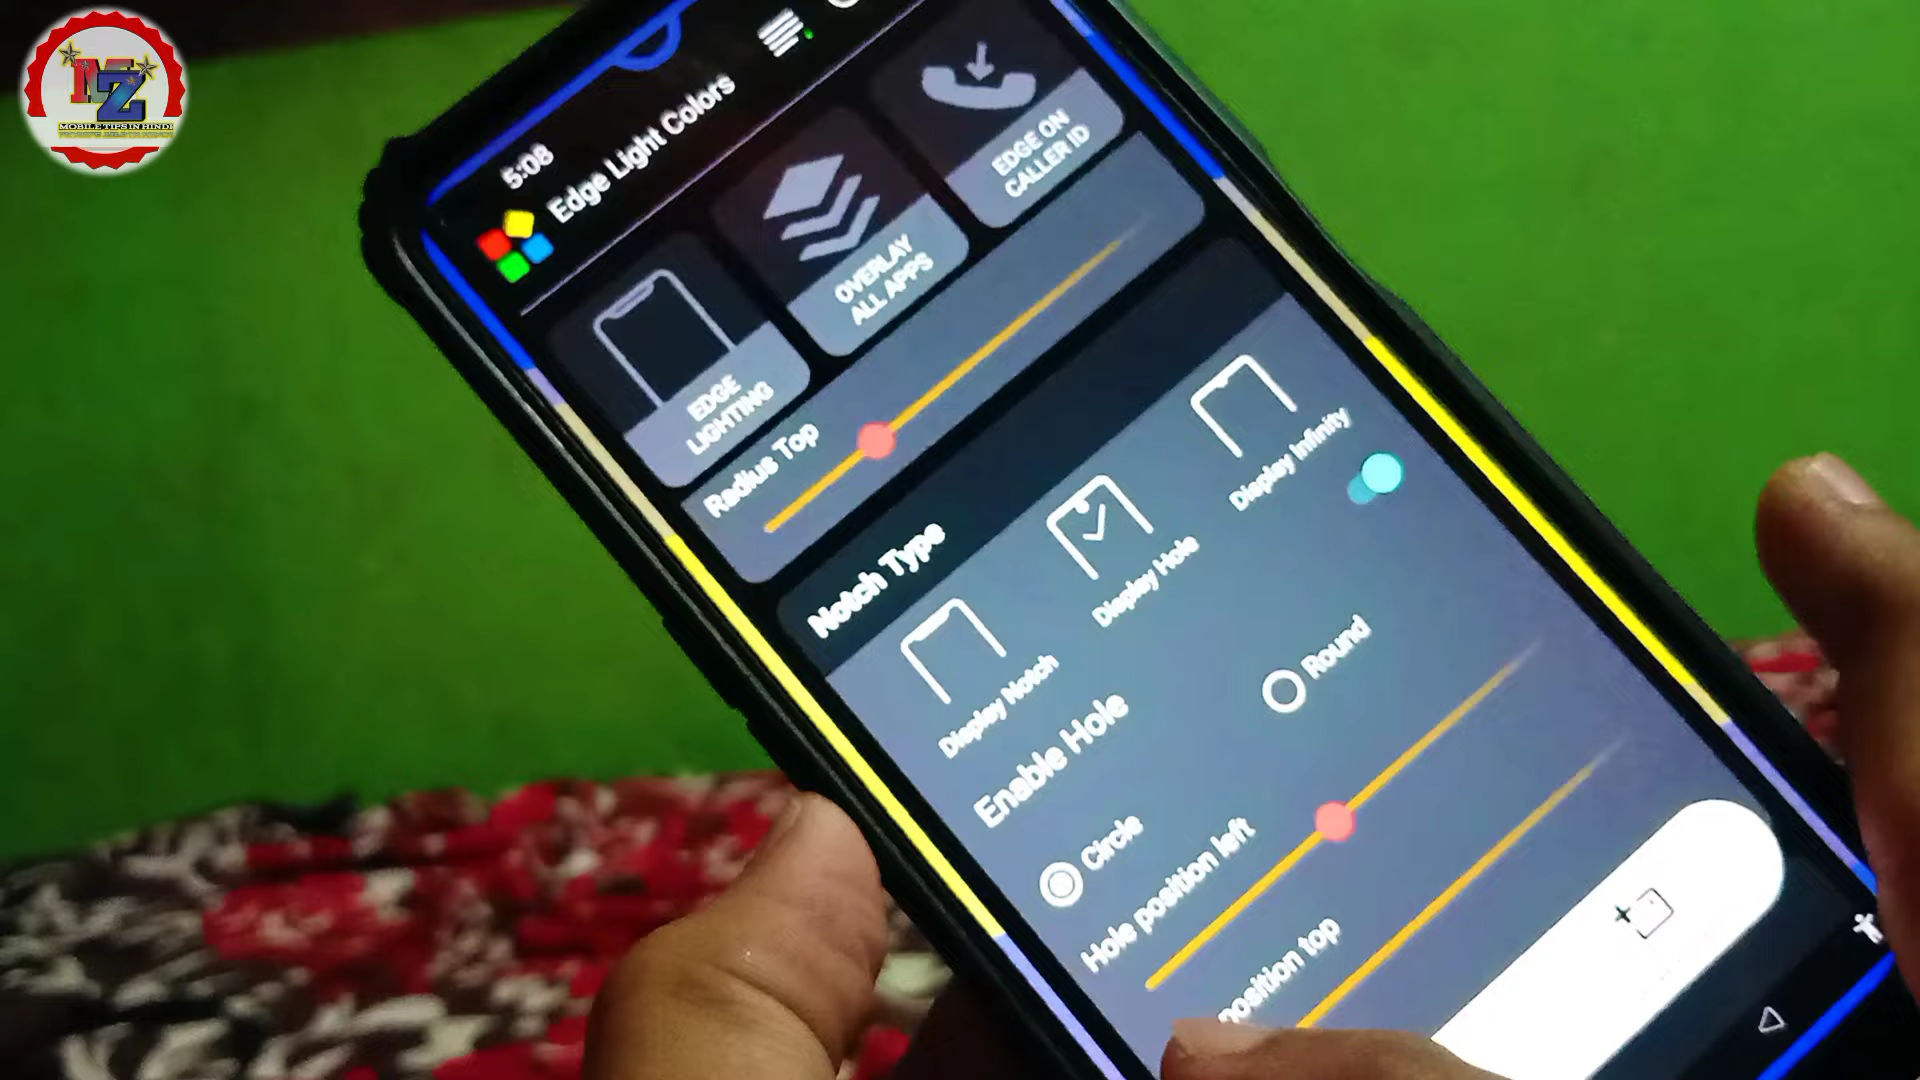 MZ
MOBILE TIPS IN HINDI
5:08
Edge Light Colors
EDGE
LIGHTING
OVERLAY
ALL APPS
EDGE ON
CALLER ID
Radius Top
Notch Type
Display Notch
Display Hole
Display Infinity
Enable Hole
Circle
Round
Hole position left
position top